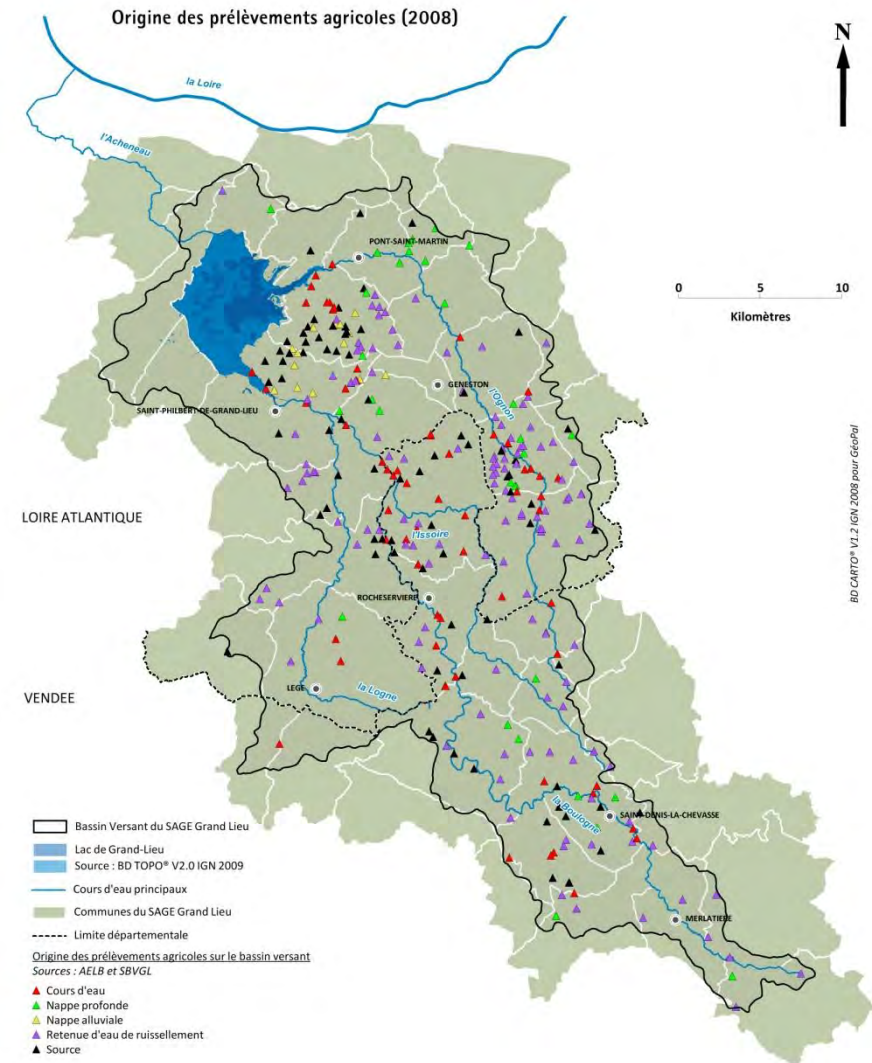 Origine des prélèvements agricoles (2008)
N
la Loire
l'Acheneau
PONT-SAINT-MARTIN
0 5 10
Kilomètres
GENESTON
l'Ognon
SAINT-PHILBERT-DE-GRAND-LIEU
LOIRE ATLANTIQUE
l'Issoire
BD CARTO® V1.2 IGN 2008 pour GéoPal
ROCHESERVIERE
VENDEE
LEGE
la Logne
la Boulogne
SAINT-DENIS-LA-CHEVASSE
MERLATIERE
Bassin Versant du SAGE Grand Lieu
Lac de Grand-Lieu
Source : BD TOPO® V2.0 IGN 2009
Cours d'eau principaux
Communes du SAGE Grand Lieu
Limite départementale
Origine des prélèvements agricoles sur le bassin versant
Sources : AELB et SBVGL
Cours d'eau
Nappe profonde
Nappe alluviale
Retenue d'eau de ruissellement
Source